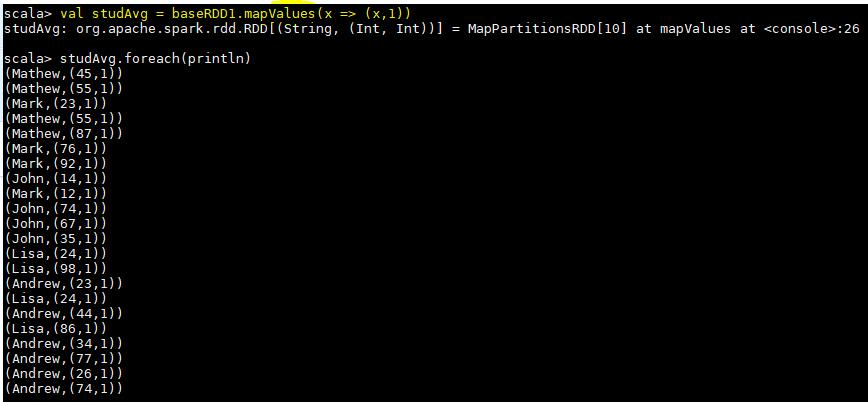 scala> val studAvg = baseRDD1.mapValues(x => (x,1))
studAvg: org.apache.spark.rdd.RDD[(String, (Int, Int))] = MapPartitionsRDD[10] at mapValues at <console>:26
scala> studAvg.foreach(println)
(Mathew,(45,1))
(Mathew,(55,1))
(Mark,(23,1))
(Mathew,(55,1))
(Mathew,(87,1))
(Mark,(76,1))
(Mark,(92,1))
(John,(14,1))
(Mark,(12,1))
(John,(74,1))
(John,(67,1))
(John,(35,1))
(Lisa,(24,1))
(Lisa,(98,1))
(Andrew,(23,1))
(Lisa,(24,1))
(Andrew,(44,1))
(Lisa,(86,1))
(Andrew,(34,1))
(Andrew,(77,1))
(Andrew,(26,1))
(Andrew,(74,1))